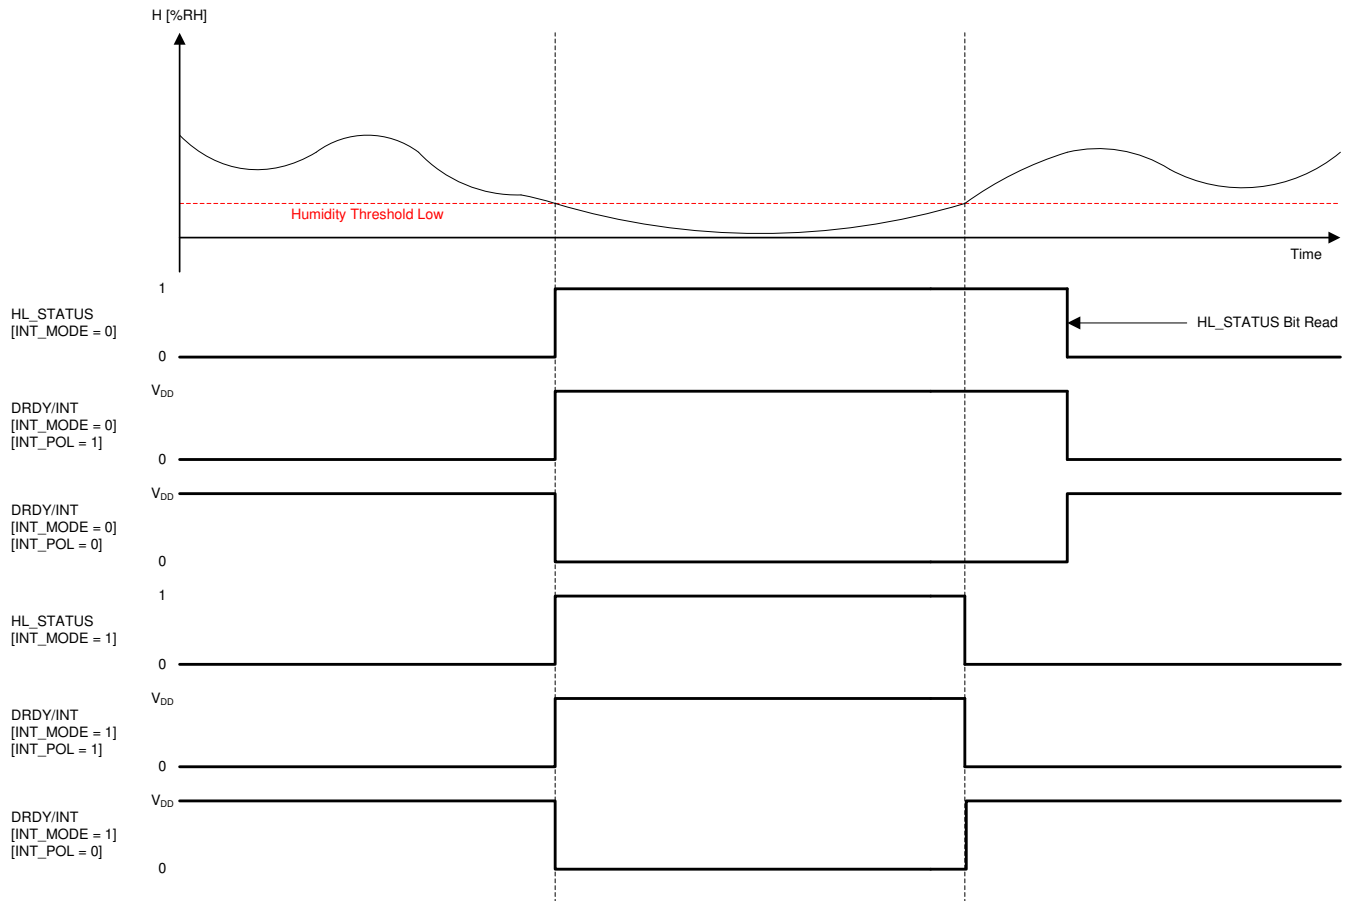 H [%RH]
Humidity Threshold Low
Time
1
HL_STATUS
[INT_MODE = 0]
HL_STATUS Bit Read
0
VDD
DRDY/INT
[INT_MODE = 0]
[INT_POL = 1]
0
VDD
DRDY/INT
[INT_MODE = 0]
[INT_POL = 0]
0
1
HL_STATUS
[INT_MODE = 1]
0
VDD
DRDY/INT
[INT_MODE = 1]
[INT_POL = 1]
0
VDD
DRDY/INT
[INT_MODE = 1]
[INT_POL = 0]
0